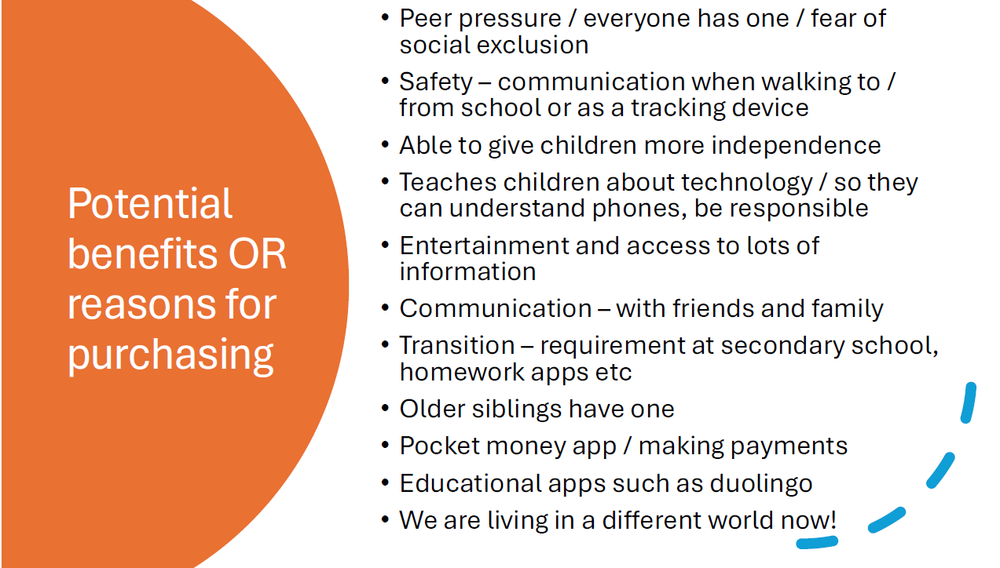 Potential
benefits OR
reasons for
purchasing
• Peer pressure / everyone has one / fear of
social exclusion
• Safety – communication when walking to /
from school or as a tracking device
• Able to give children more independence
• Teaches children about technology / so they
can understand phones, be responsible
• Entertainment and access to lots of
information
• Communication – with friends and family
• Transition – requirement at secondary school,
homework apps etc
• Older siblings have one
• Pocket money app / making payments
• Educational apps such as duolingo
• We are living in a different world now!